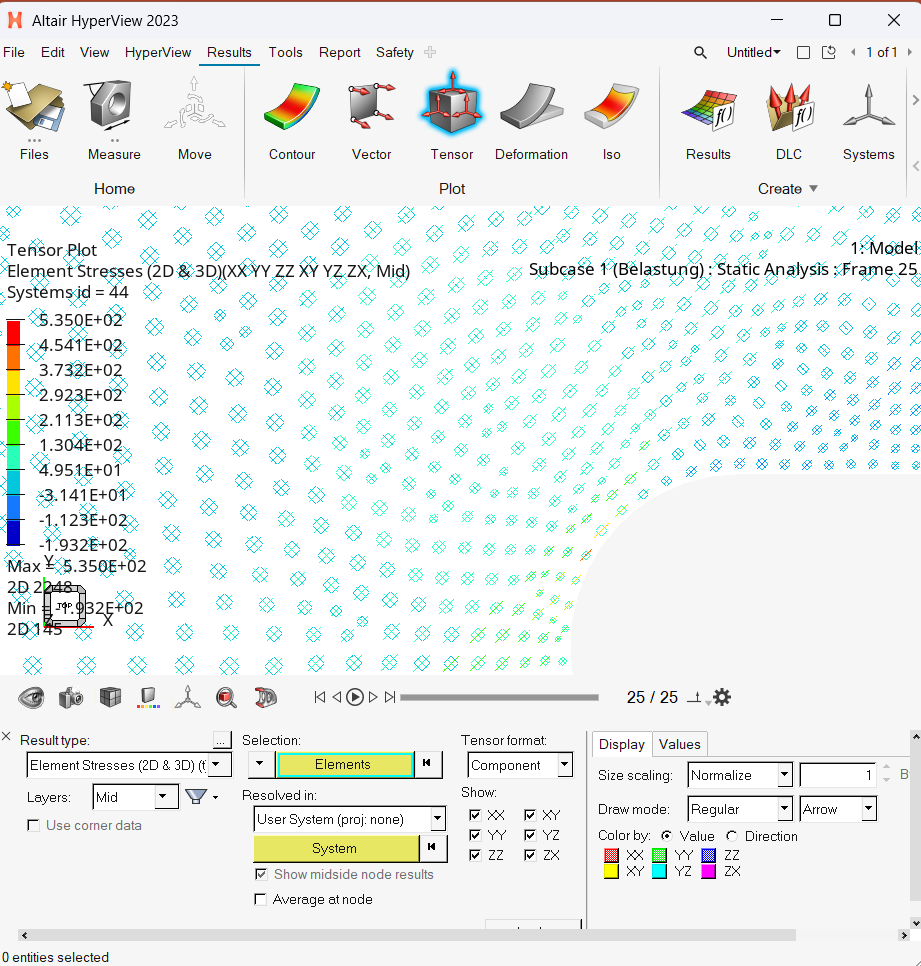 Altair HyperView 2023
File Edit View HyperView Results Tools Report Safety Untitled 1 of 1
Files Measure Move Contour Vector Tensor Deformation Iso Results DLC Systems
Home Plot Create
f() f()
Tensor Plot
1: Model
Element Stresses (2D & 3D)(XX YY ZZ XY YZ ZX, Mid)
Subcase 1 (Belastung) : Static Analysis : Frame 25
Systems id = 44
5.350E+02
4.541E+02
3.732E+02
2.923E+02
2.113E+02
1.304E+02
4.951E+01
-3.141E+01
-1.123E+02
-1.932E+02
Max = 5.350E+02
2D 2248
Min = -1.932E+02
2D 145
Y
TOP
Z X
25 / 25
Result type: ...
Element Stresses (2D & 3D) (t
Layers: Mid
Use corner data
Selection:
Elements
Resolved in:
User System (proj: none)
System
Show midside node results
Average at node
Tensor format:
Component
Show:
XX XY
YY YZ
ZZ ZX
Display Values
Size scaling: Normalize 1 B
Draw mode: Regular Arrow
Color by: Value Direction
XX YY ZZ
XY YZ ZX
0 entities selected